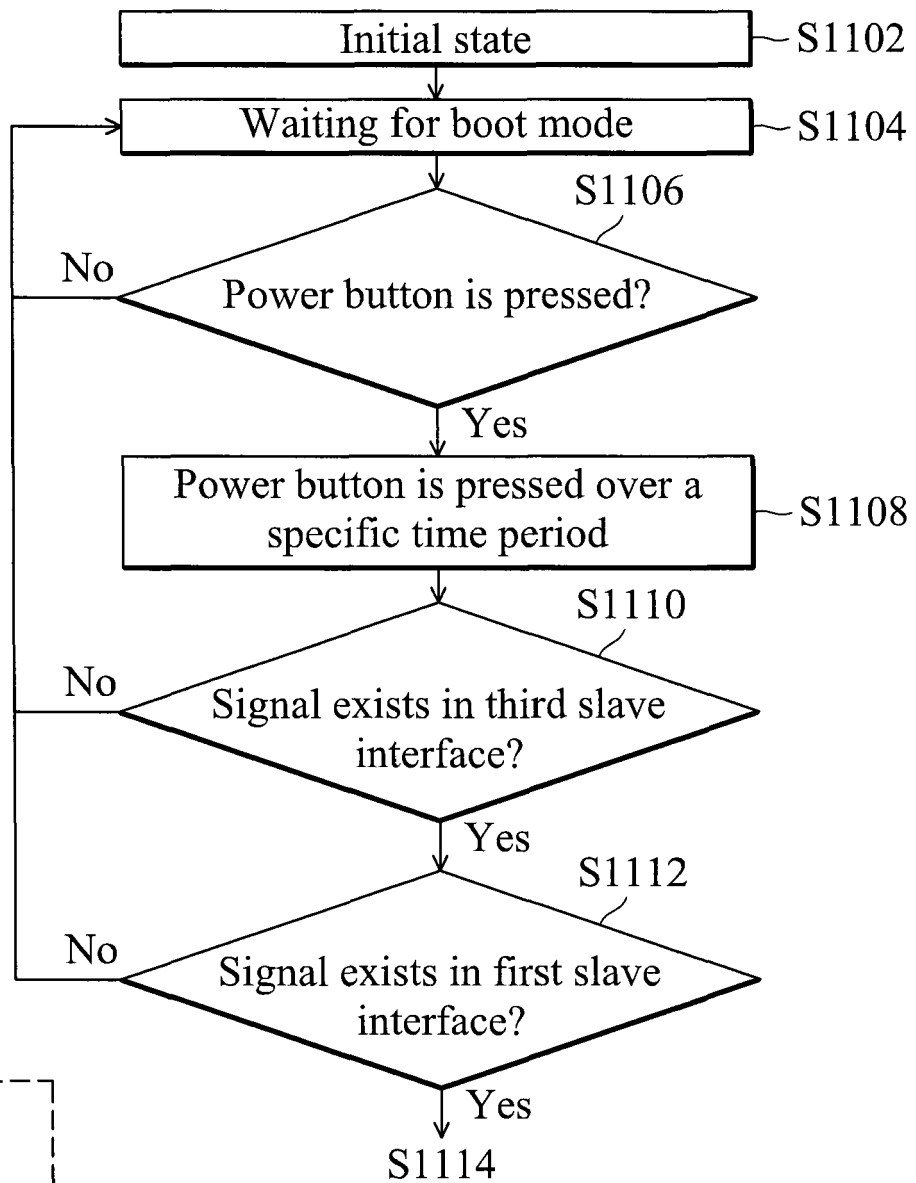 Initial state
S1102
Waiting for boot mode
S1104
S1106
No
Power button is pressed?
Yes
Power button is pressed over a
specific time period
S1108
S1110
No
Signal exists in third slave
interface?
Yes
S1112
No
Signal exists in first slave
interface?
Yes
S1114